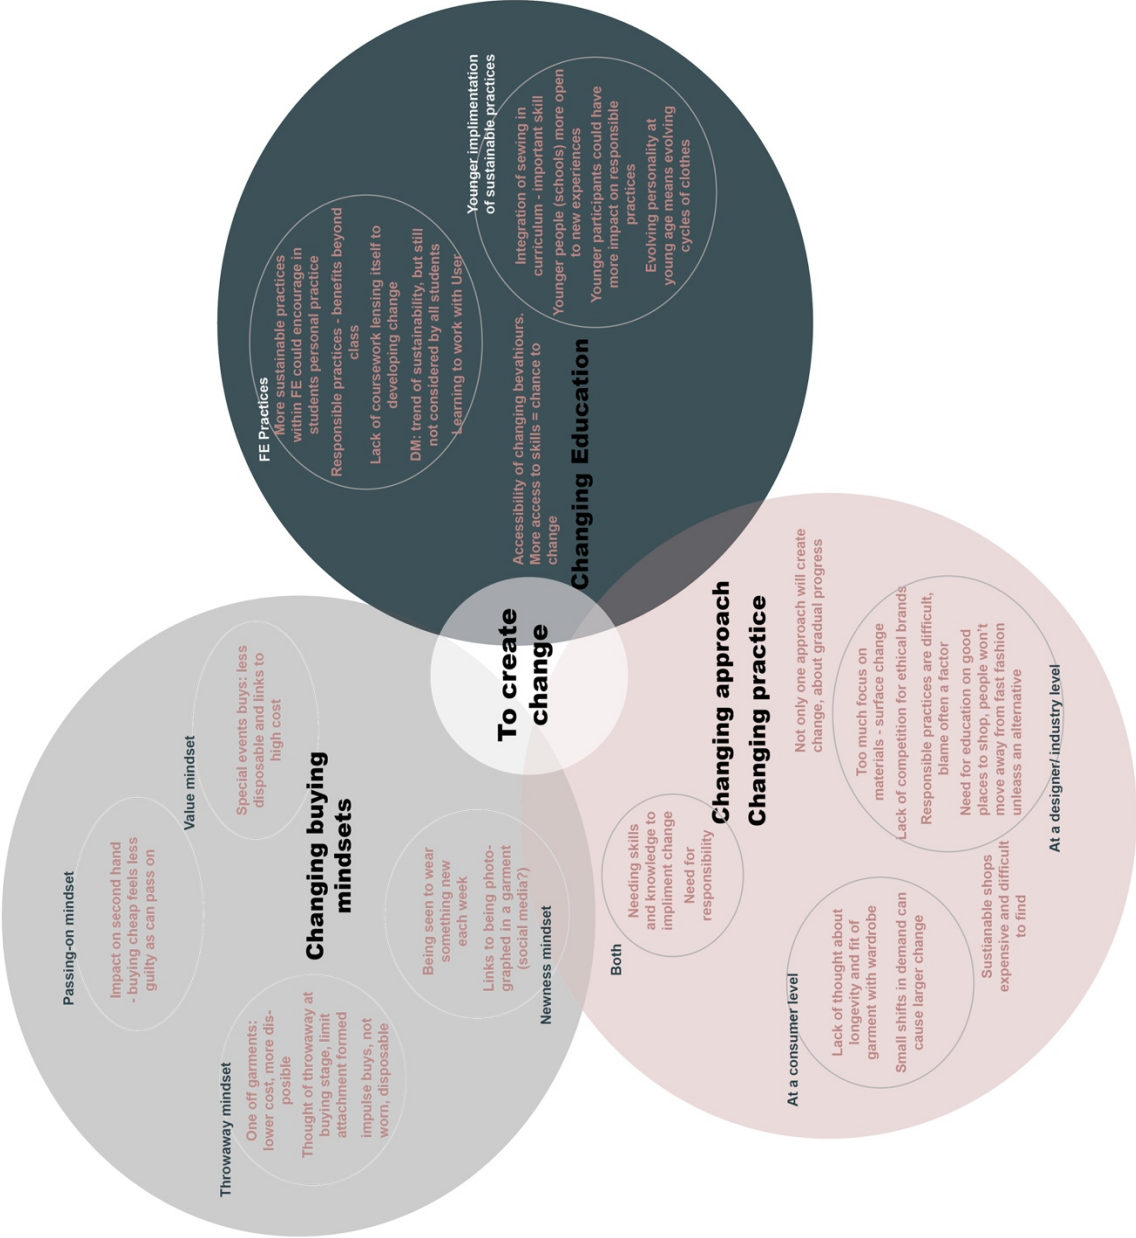 Passing-on mindset
Impact on second hand
- buying cheap feels less
guilty as can pass on
Value mindset
Special events buys: less
disposable and links to
high cost
Throwaway mindset
One off garments:
lower cost, more dis-
posible
Thought of throwaway at
buying stage, limit
attachment formed
impulse buys, not
worn, disposable
Changing buying
mindsets
Being seen to wear
something new
each week
Links to being photo-
graphed in a garment
(social media?)
Newness mindset
To create
change
FE Practices
More sustainable practices
within FE could encourage in
students personal practice
Responsible practices - benefits beyond
class
Lack of coursework lensing itself to
developing change
DM: trend of sustainability, but still
not considered by all students
Learning to work with User
Younger implimentation
of sustainable practices
Integration of sewing in
curriculum - important skill
Younger people (schools) more open
to new experiences
Younger participants could have
more impact on responsible
practices
Evolving personality at
young age means evolving
cycles of clothes
Accessibility of changing bevahiours.
More access to skills = chance to
change
Changing Education
Both
Needing skills
and knowledge to
impliment change
Need for
responsibility
Changing approach
Changing practice
Not only one approach will create
change, about gradual progress
At a consumer level
Lack of thought about
longevity and fit of
garment with wardrobe
Small shifts in demand can
cause larger change
Sustianable shops
expensive and difficult
to find
Too much focus on
materials - surface change
Lack of competition for ethical brands
Responsible practices are difficult,
blame often a factor
Need for education on good
places to shop, people won't
move away from fast fashion
unleass an alternative
At a designer/ industry level